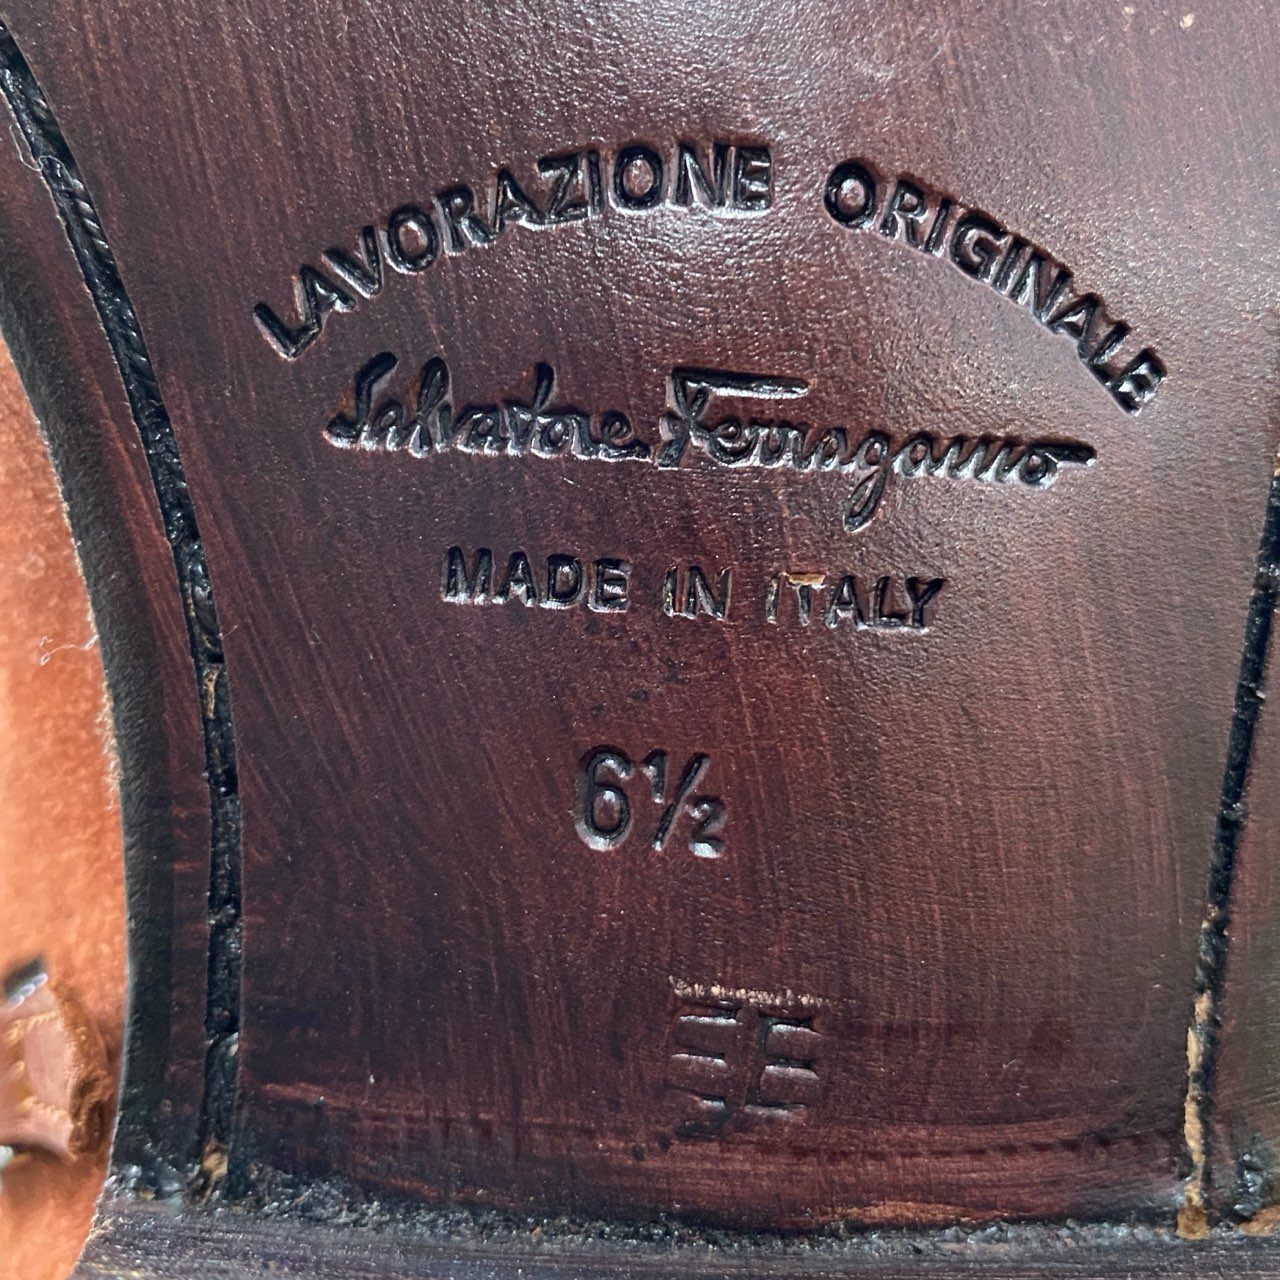 LAVORAZIONE ORIGINALE
Salvatore Ferragamo
MADE IN ITALY
6½
EE